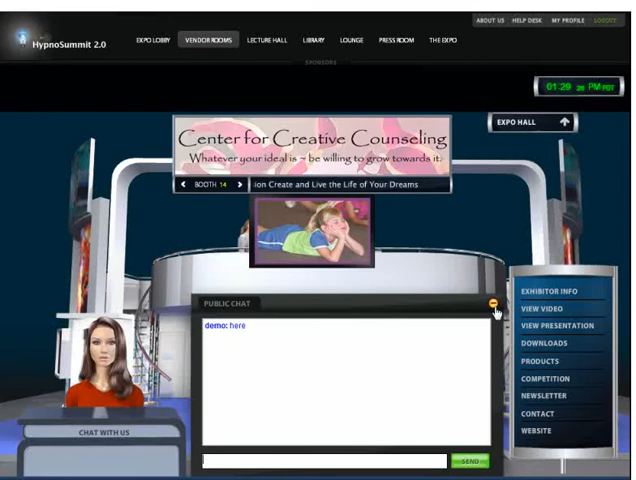 ABOUT US HELP DESK MY PROFILE LOGOUT
HypnoSummit 2.0
EXPO LOBBY VENDOR ROOMS LECTURE HALL LIBRARY LOUNGE PRESS ROOM THE EXPO
SPONSORS
01:29 28 PM PDT
EXPO HALL
Center for Creative Counseling
Whatever your ideal is ~ be willing to grow towards it.
BOOTH 14 ion Create and Live the Life of Your Dreams
PUBLIC CHAT
demo: here
SEND
CHAT WITH US
EXHIBITOR INFO
VIEW VIDEO
VIEW PRESENTATION
DOWNLOADS
PRODUCTS
COMPETITION
NEWSLETTER
CONTACT
WEBSITE